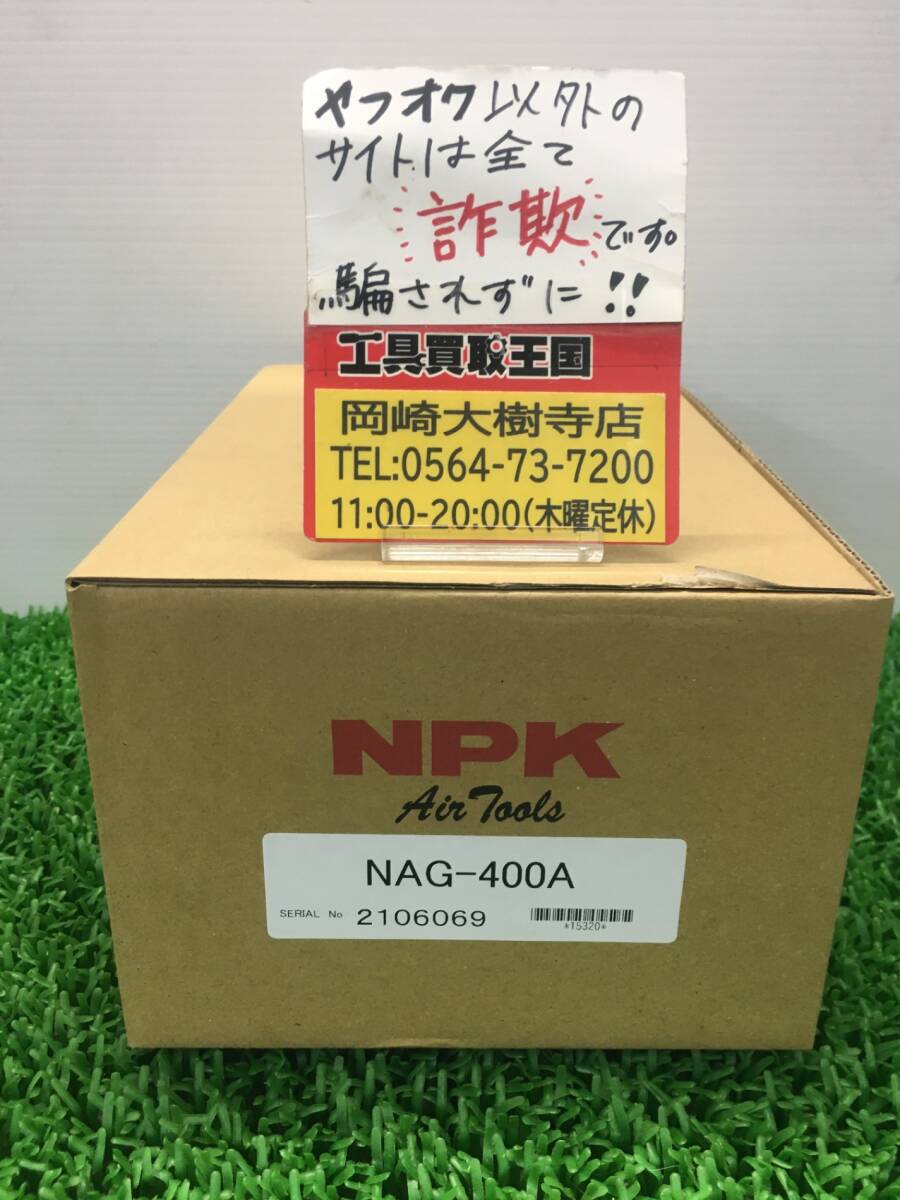 ヤフオク以外の
サイトは全て
詐欺です。
騙されずに!!
工具買取王国
岡崎大樹寺店
TEL:0564-73-7200
11:00-20:00(木曜定休)
NPK
Air Tools
NAG-400A
SERIAL No 2106069
*15320*